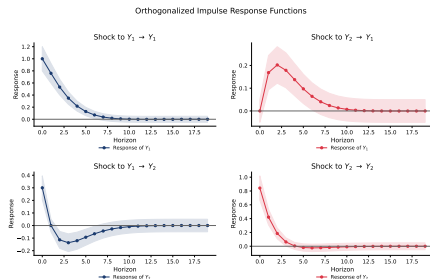 Orthogonalized Impulse Response Functions
Shock to Y₁ → Y₁
Response
1.2
1.0
0.8
0.6
0.4
0.2
0.0
0.0 2.5 5.0 7.5 10.0 12.5 15.0 17.5
Horizon
Response of Y₁
Shock to Y₂ → Y₁
Response
0.3
0.2
0.1
0.0
0.0 2.5 5.0 7.5 10.0 12.5 15.0 17.5
Horizon
Response of Y₁
Shock to Y₁ → Y₂
Response
0.4
0.3
0.2
0.1
0.0
−0.1
−0.2
0.0 2.5 5.0 7.5 10.0 12.5 15.0 17.5
Horizon
Response of
Shock to Y₂ → Y₂
Response
1.0
0.8
0.6
0.4
0.2
0.0
0.0 2.5 5.0 7.5 10.0 12.5 15.0 17.5
Horizon
Response of